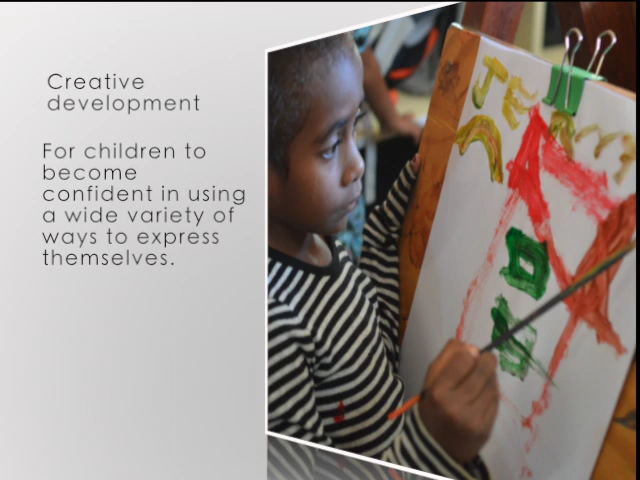 Creative
development
For children to
become
confident in using
a wide variety of
ways to express
themselves.